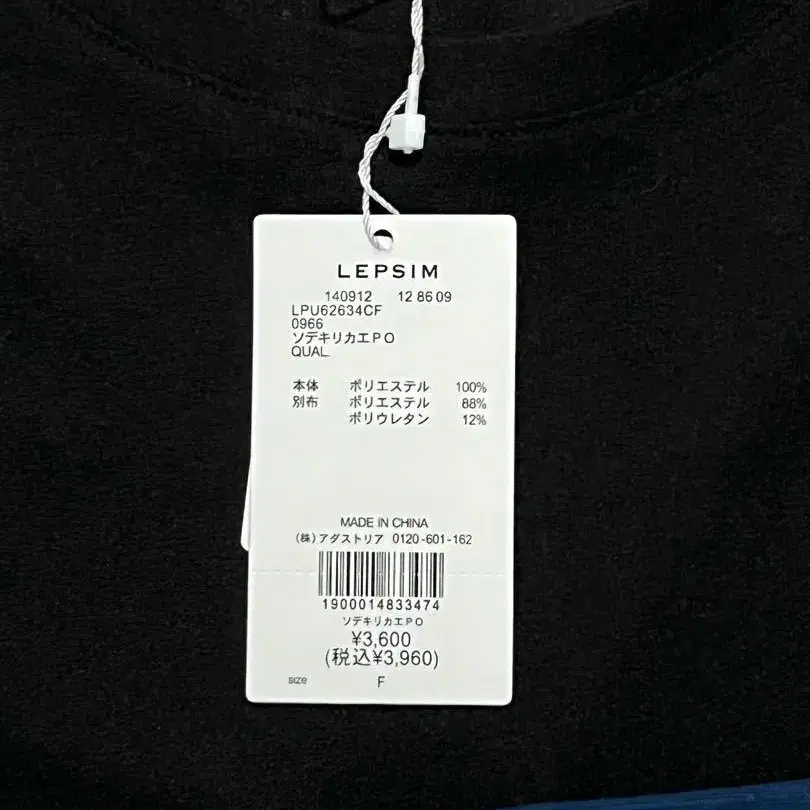 LEPSIM
140912 12 86 09
LPU62634CF
0966
ソデキリカエPO
QUAL.
本体 ポリエステル 100%
別布 ポリエステル 88%
ポリウレタン 12%
MADE IN CHINA
(株)アダストリア 0120-601-162
1900014833474
ソデキリカエPO
¥3,600
(税込¥3,960)
size F